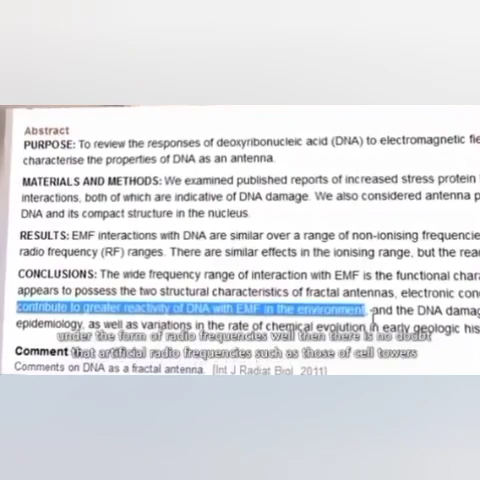 Abstract
PURPOSE: To review the responses of deoxyribonucleic acid (DNA) to electromagnetic fie
characterise the properties of DNA as an antenna.
MATERIALS AND METHODS: We examined published reports of increased stress protein
interactions, both of which are indicative of DNA damage. We also considered antenna p
DNA and its compact structure in the nucleus.
RESULTS: EMF interactions with DNA are similar over a range of non-ionising frequencie
radio frequency (RF) ranges. There are similar effects in the ionising range, but the rea
CONCLUSIONS: The wide frequency range of interaction with EMF is the functional char
appears to possess the two structural characteristics of fractal antennas, electronic con
contribute to greater reactivity of DNA with EMF in the environment, and the DNA damag
epidemiology, as well as variations in the rate of chemical evolution in early geologic his
under the form of radio frequencies well then there is no doubt
Comment
that artificial radio frequencies such as those of cell towers
Comments on DNA as a fractal antenna. [Int J Radiat Biol. 2011]